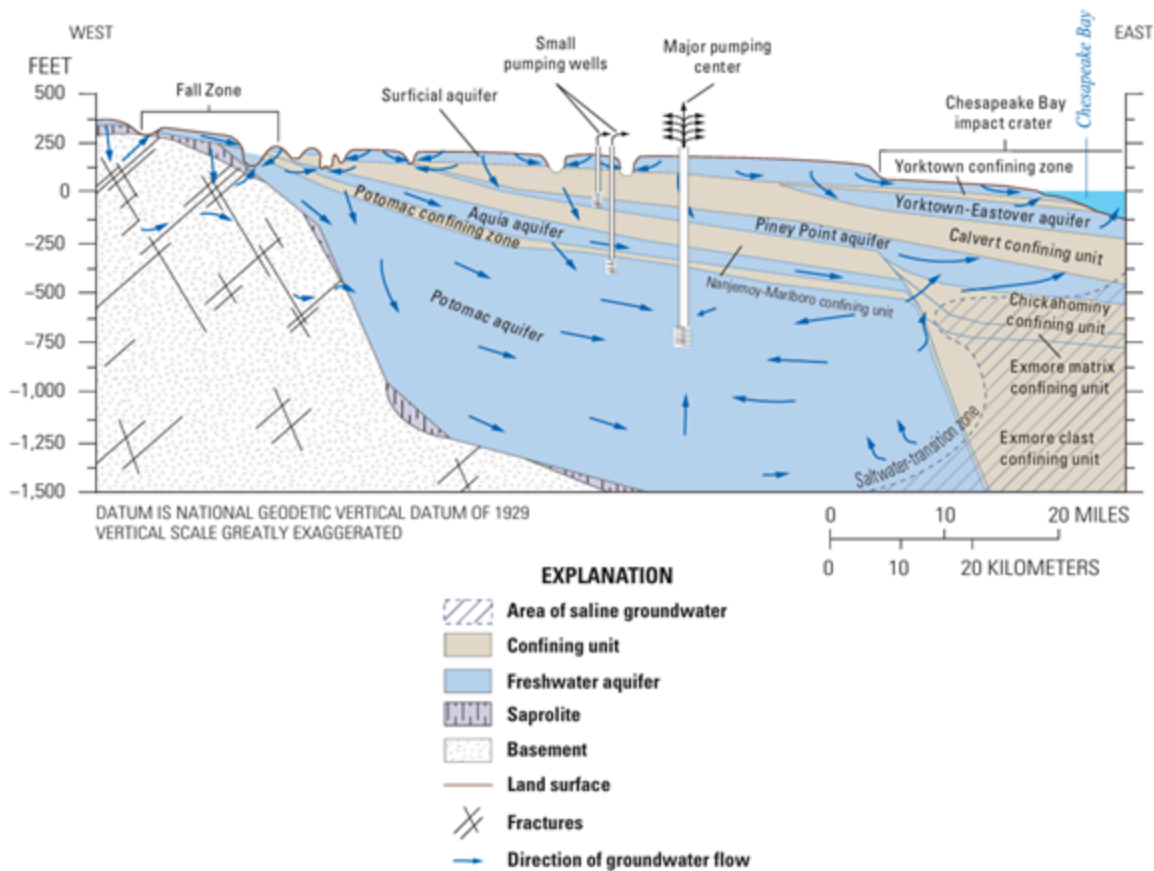 WEST
EAST
FEET
500
250
0
−250
−500
−750
−1,000
−1,250
−1,500
Fall Zone
Surficial aquifer
Small
pumping wells
Major pumping
center
Chesapeake Bay
Chesapeake Bay
impact crater
Yorktown confining zone
Yorktown-Eastover aquifer
Calvert confining unit
Piney Point aquifer
Aquia aquifer
Potomac confining zone
Nanjemoy-Marlboro confining unit
Potomac aquifer
Chickahominy
confining unit
Exmore matrix
confining unit
Exmore clast
confining unit
Saltwater-transition zone
DATUM IS NATIONAL GEODETIC VERTICAL DATUM OF 1929
VERTICAL SCALE GREATLY EXAGGERATED
0 10 20 MILES
0 10 20 KILOMETERS
EXPLANATION
Area of saline groundwater
Confining unit
Freshwater aquifer
Saprolite
Basement
Land surface
Fractures
Direction of groundwater flow